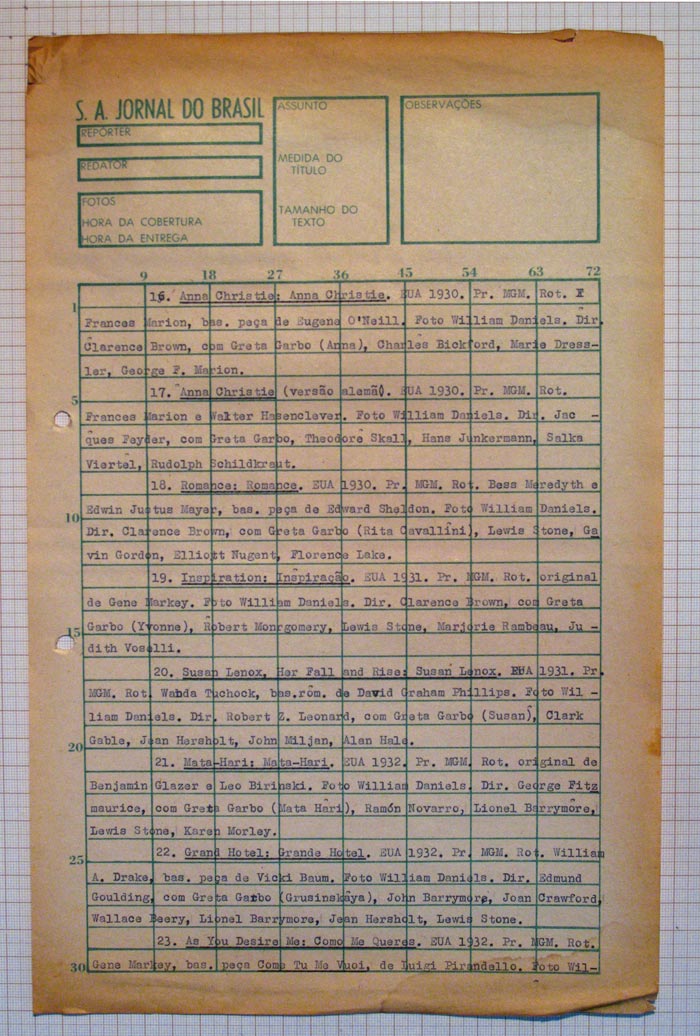 S. A. JORNAL DO BRASIL
REPÓRTER
REDATOR
FOTOS
HORA DA COBERTURA
HORA DA ENTREGA
ASSUNTO
MEDIDA DO
TÍTULO
TAMANHO DO
TEXTO
OBSERVAÇÕES
9 18 27 36 45 54 63 72
16. Anna Christie: Anna Christie. EUA 1930. Pr. MGM. Rot.
1
Frances Marion, bas. peça de Eugene O'Neill. Foto William Daniels. Dir.
Clarence Brown, com Greta Garbo (Anna), Charles Bickford, Marie Dress-
ler, George F. Marion.
17. Anna Christie (versão alemã). EUA 1930. Pr. MGM. Rot.
5
Frances Marion e Walter Hasenclever. Foto William Daniels. Dir. Jac -
ques Feyder, com Greta Garbo, Theodore Skall, Hans Junkermann, Salka
Viertel, Rudolph Schildkraut.
18. Romance: Romance. EUA 1930. Pr. MGM. Rot. Bess Meredyth e
Edwin Justus Mayer, bas. peça de Edward Sheldon. Foto William Daniels.
10
Dir. Clarence Brown, com Greta Garbo (Rita Cavallini), Lewis Stone, Ga
vin Gordon, Elliott Nugent, Florence Lake.
19. Inspiration: Inspiração. EUA 1931. Pr. MGM. Rot. original
de Gene Markey. Foto William Daniels. Dir. Clarence Brown, com Greta
Garbo (Yvonne), Robert Monrgomery, Lewis Stone, Marjorie Rambeau, Ju -
15
dith Voselli.
20. Susan Lenox, Her Fall and Rise: Susan Lenox. EUA 1931. Pr.
MGM. Rot. Wanda Tuchock, bas.rom. de David Graham Phillips. Foto Wil -
liam Daniels. Dir. Robert Z. Leonard, com Greta Garbo (Susan), Clark
Gable, Jean Hersholt, John Miljan, Alan Hale.
20
21. Mata-Hari: Mata-Hari. EUA 1932. Pr. MGM. Rot. original de
Benjamin Glazer e Leo Birinski. Foto William Daniels. Dir. George Fitz
maurice, com Greta Garbo (Mata Hari), Ramón Novarro, Lionel Barrymore,
Lewis Stone, Karen Morley.
22. Grand Hotel: Grande Hotel. EUA 1932. Pr. MGM. Rot. William
25
A. Drake, bas. peça de Vicki Baum. Foto William Daniels. Dir. Edmund
Goulding, com Greta Garbo (Grusinskaya), John Barrymore, Joan Crawford,
Wallace Beery, Lionel Barrymore, Jean Hersholt, Lewis Stone.
23. As You Desire Me: Como Me Queres. EUA 1932. Pr. MGM. Rot.
30
Gene Markey, bas. peça Come Tu Me Vuoi, de Luigi Pirandello. Foto Wil-